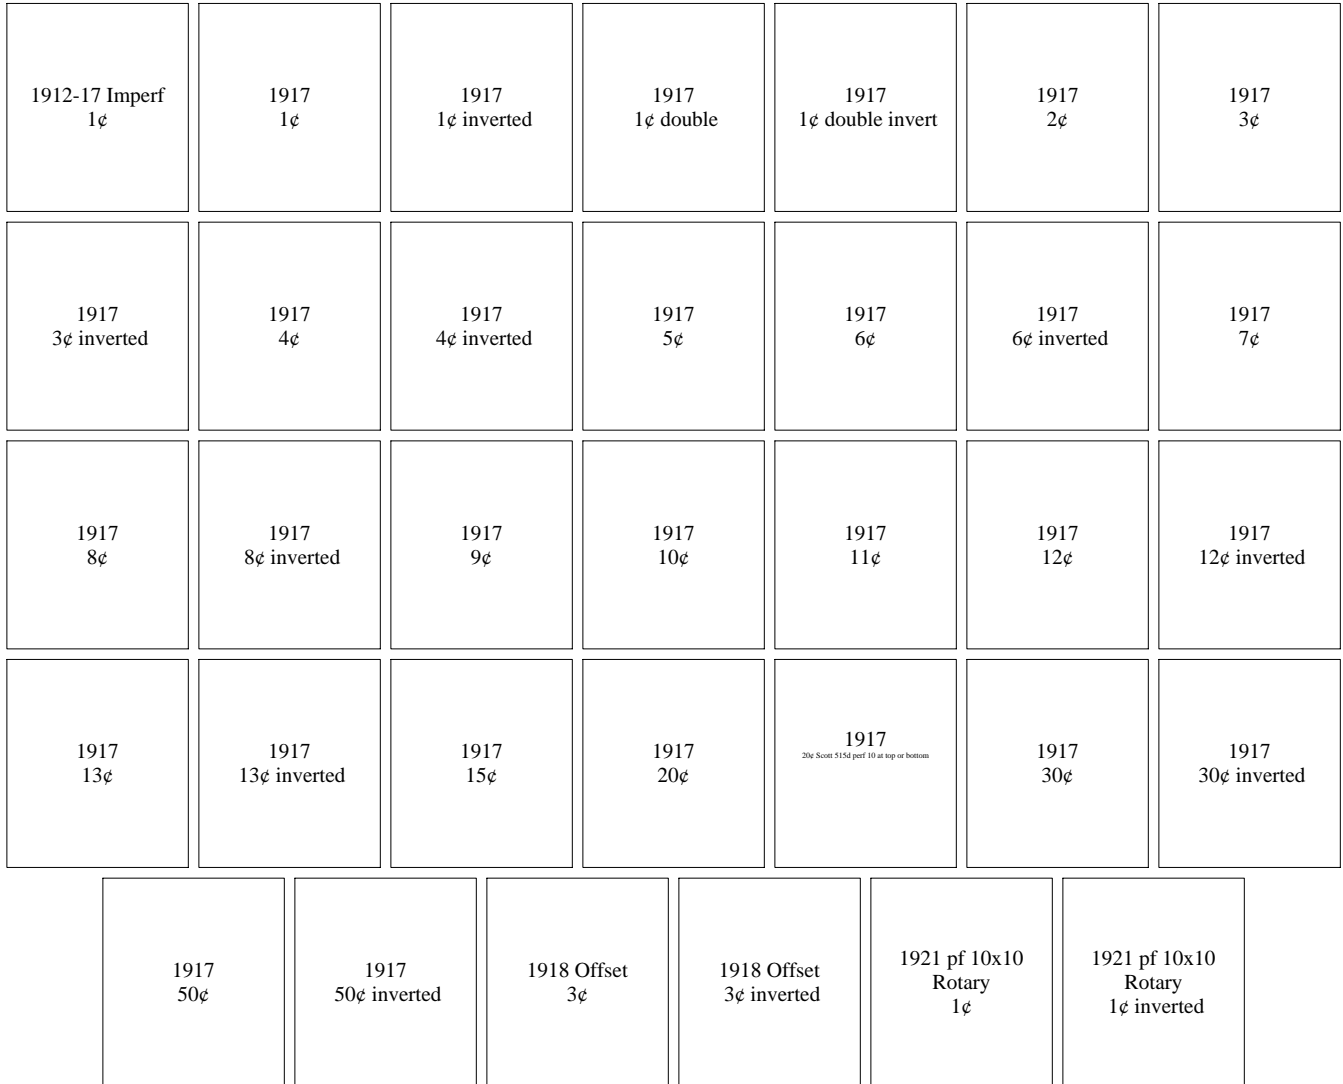 1912-17 Imperf
1¢
1917
1¢
1917
1¢ inverted
1917
1¢ double
1917
1¢ double invert
1917
2¢
1917
3¢
1917
3¢ inverted
1917
4¢
1917
4¢ inverted
1917
5¢
1917
6¢
1917
6¢ inverted
1917
7¢
1917
8¢
1917
8¢ inverted
1917
9¢
1917
10¢
1917
11¢
1917
12¢
1917
12¢ inverted
1917
13¢
1917
13¢ inverted
1917
15¢
1917
20¢
1917
20¢ Scott 515d perf 10 at top or bottom
1917
30¢
1917
30¢ inverted
1917
50¢
1917
50¢ inverted
1918 Offset
3¢
1918 Offset
3¢ inverted
1921 pf 10x10
Rotary
1¢
1921 pf 10x10
Rotary
1¢ inverted